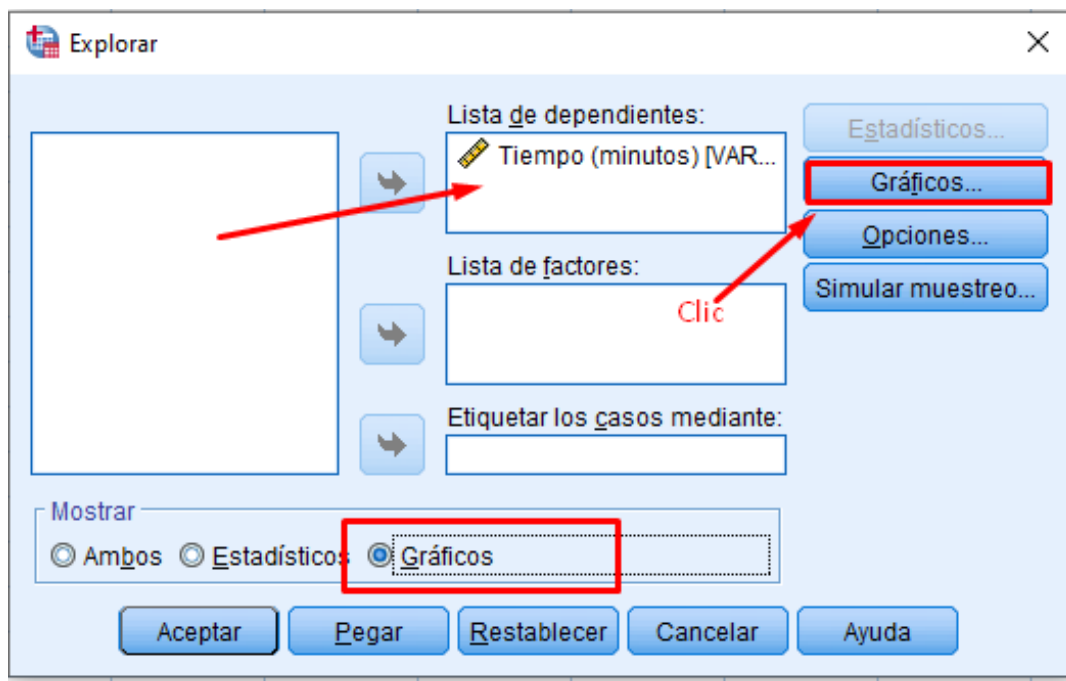 Explorar
Lista de dependientes:
Tiempo (minutos) [VAR...
Estadísticos...
Gráficos...
Opciones...
Simular muestreo...
Lista de factores:
Clic
Etiquetar los casos mediante:
Mostrar
Ambos
Estadísticos
Gráficos
Aceptar
Pegar
Restablecer
Cancelar
Ayuda